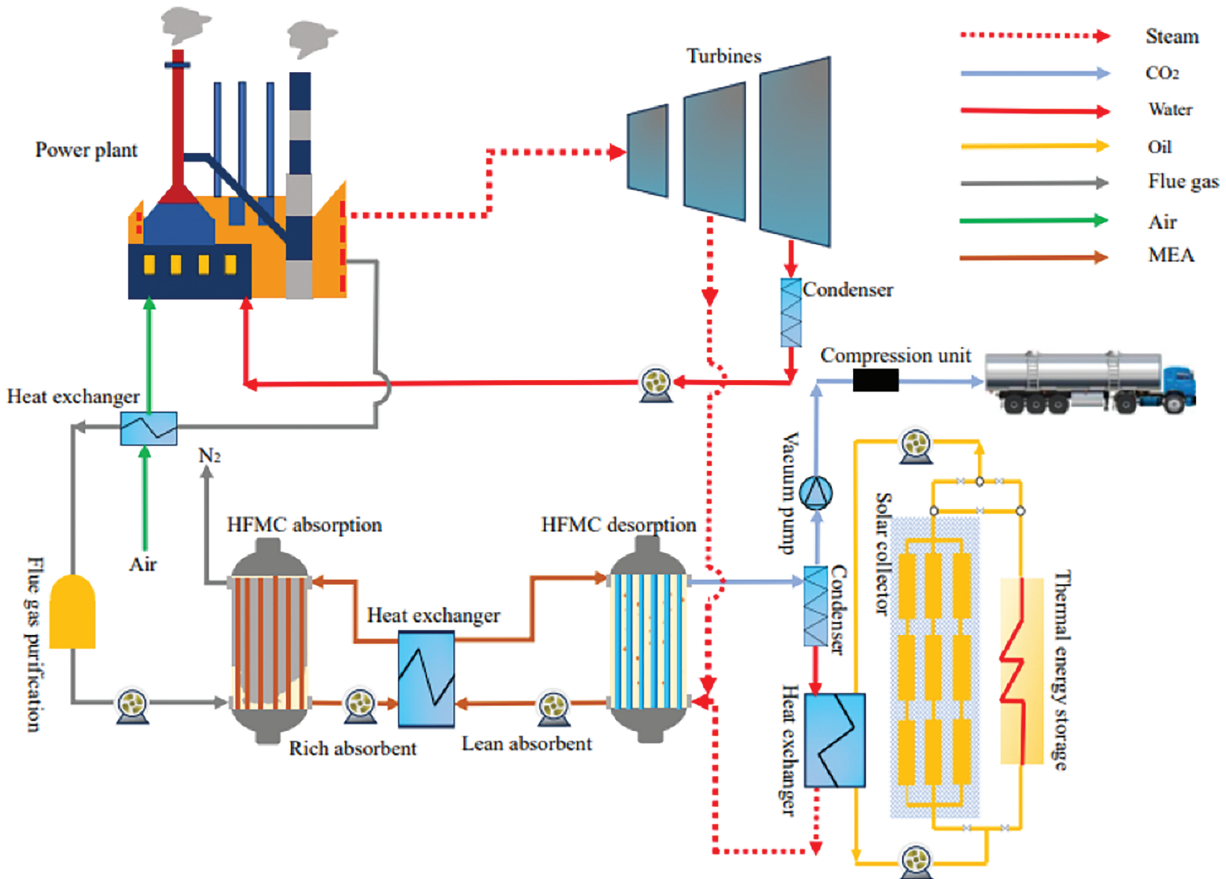 Turbines
Steam
CO₂
Water
Oil
Flue gas
Air
MEA
Power plant
Condenser
Compression unit
Heat exchanger
N₂
Vacuum pump
Solar collector
HFMC absorption
HFMC desorption
Air
Flue gas purification
Heat exchanger
Condenser
Thermal energy storage
Heat exchanger
Rich absorbent
Lean absorbent